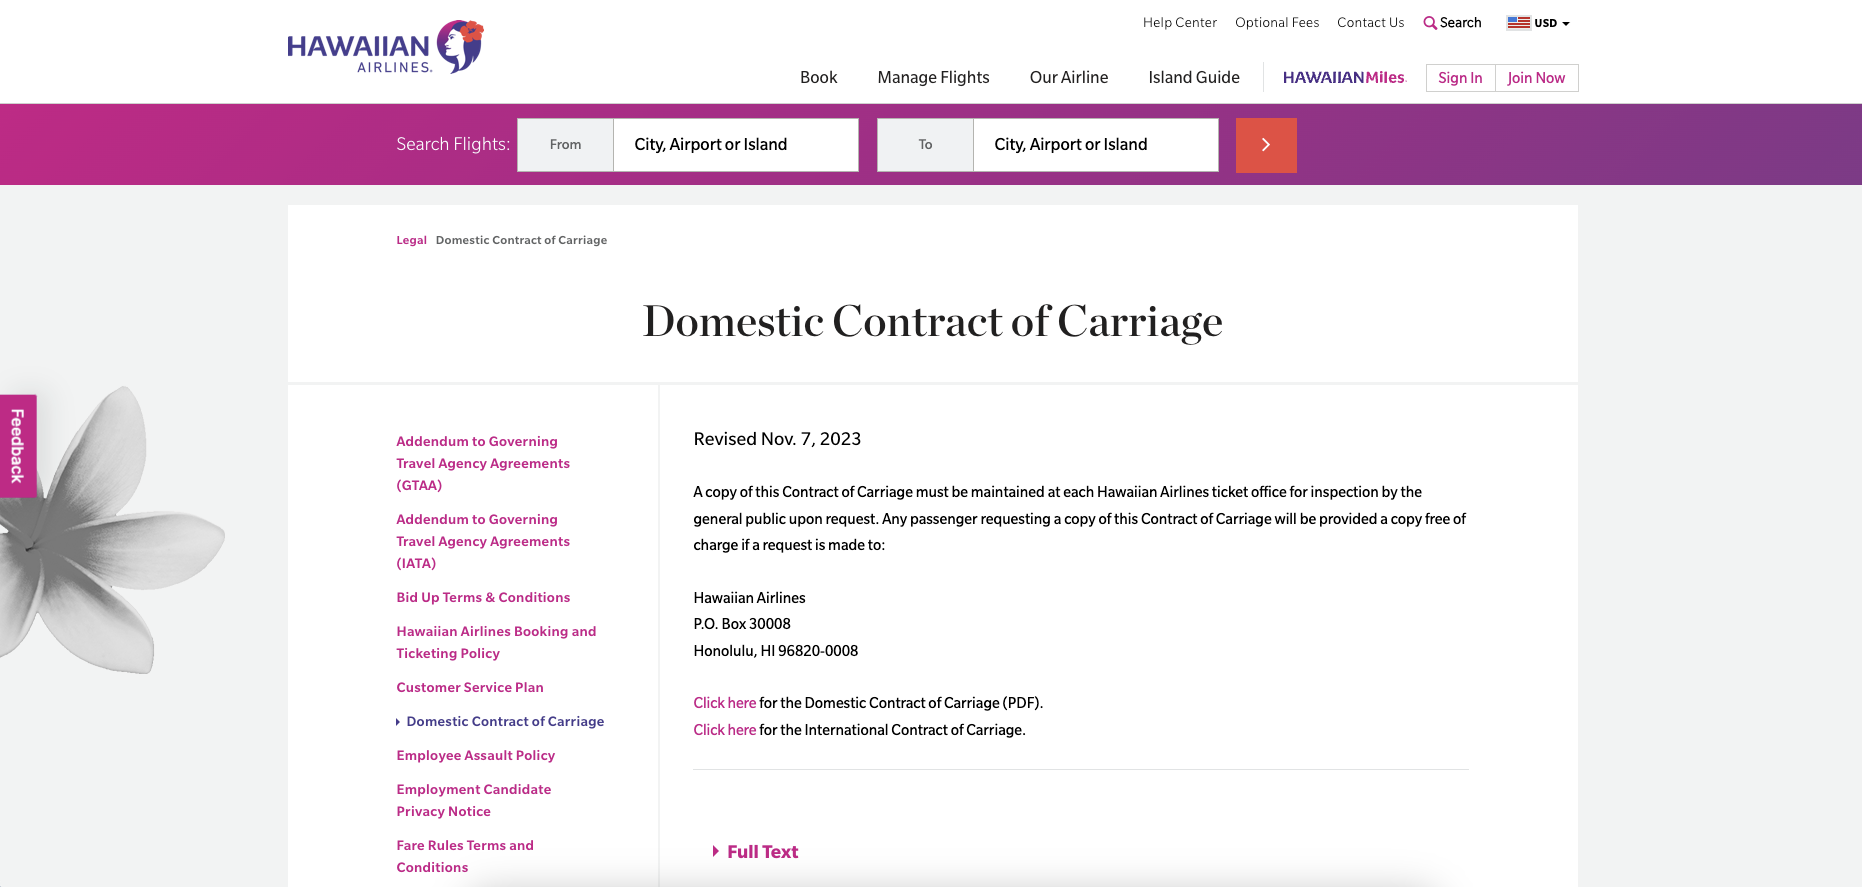 HAWAIIAN
AIRLINES.
Help Center
Optional Fees
Contact Us
Search
USD
Book
Manage Flights
Our Airline
Island Guide
HAWAIIANMiles
Sign In
Join Now
Search Flights:
From
City, Airport or Island
To
City, Airport or Island
Legal
Domestic Contract of Carriage
Domestic Contract of Carriage
Feedback
Addendum to Governing
Travel Agency Agreements
(GTAA)
Addendum to Governing
Travel Agency Agreements
(IATA)
Bid Up Terms & Conditions
Hawaiian Airlines Booking and
Ticketing Policy
Customer Service Plan
Domestic Contract of Carriage
Employee Assault Policy
Employment Candidate
Privacy Notice
Fare Rules Terms and
Conditions
Revised Nov. 7, 2023
A copy of this Contract of Carriage must be maintained at each Hawaiian Airlines ticket office for inspection by the
general public upon request. Any passenger requesting a copy of this Contract of Carriage will be provided a copy free of
charge if a request is made to:
Hawaiian Airlines
P.O. Box 30008
Honolulu, HI 96820-0008
Click here for the Domestic Contract of Carriage (PDF).
Click here for the International Contract of Carriage.
Full Text